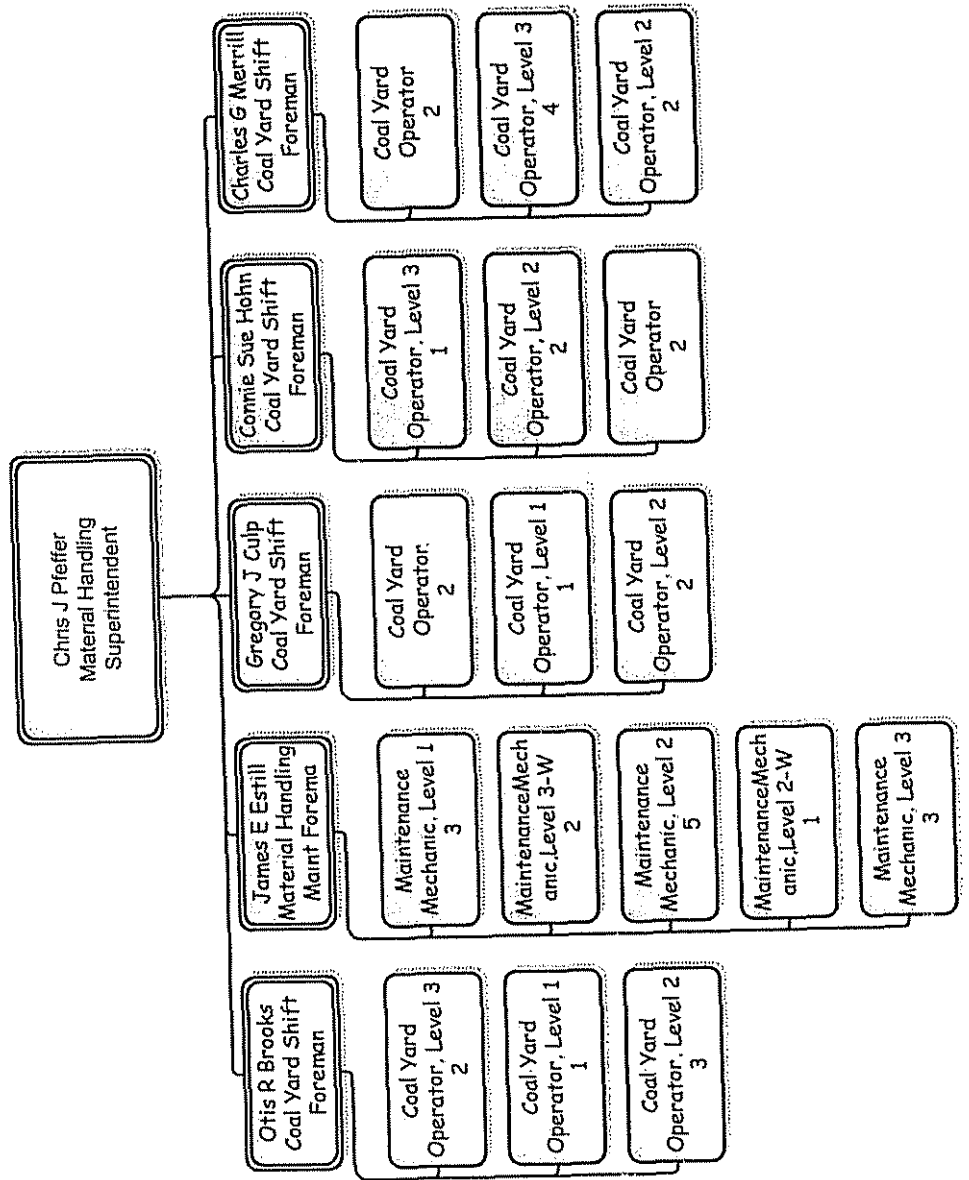 Chris J Pfeffer
Material Handling
Superintendent
Otis R Brooks
Coal Yard Shift
Foreman
Coal Yard
Operator, Level 3
2
Coal Yard
Operator, Level 1
1
Coal Yard
Operator, Level 2
3
James E Estill
Material Handling
Maint Forema
Maintenance
Mechanic, Level 1
3
MaintenanceMech
anic,Level 3-W
2
Maintenance
Mechanic, Level 2
5
MaintenanceMech
anic,Level 2-W
1
Maintenance
Mechanic, Level 3
3
Gregory J Culp
Coal Yard Shift
Foreman
Coal Yard
Operator.
2
Coal Yard
Operator, Level 1
1
Coal Yard
Operator, Level 2
2
Connie Sue Hohn
Coal Yard Shift
Foreman
Coal Yard
Operator, Level 3
1
Coal Yard
Operator, Level 2
2
Coal Yard
Operator
2
Charles G Merrill
Coal Yard Shift
Foreman
Coal Yard
Operator
2
Coal Yard
Operator, Level 3
4
Coal Yard
Operator, Level 2
2